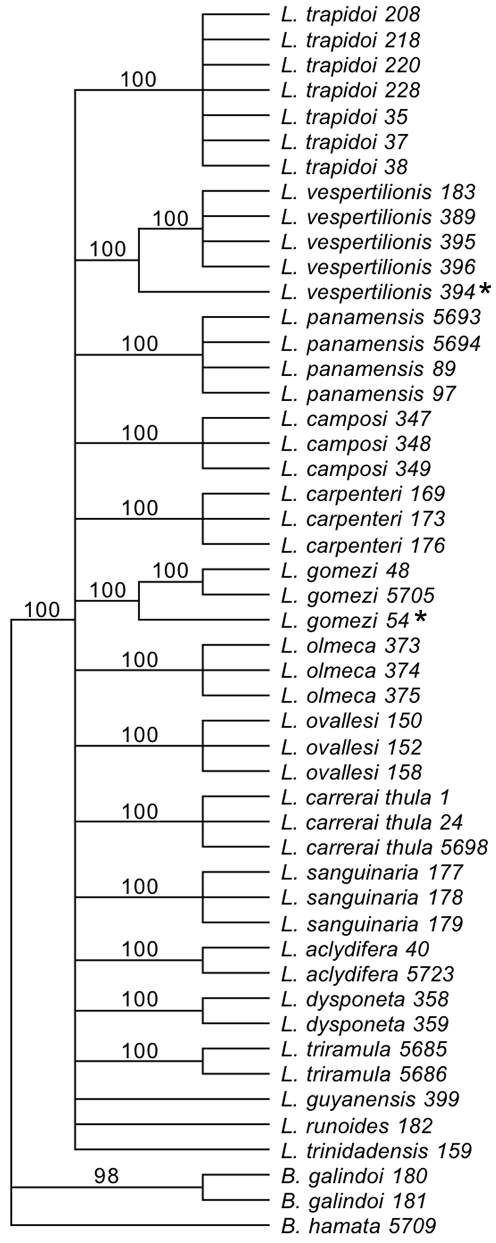 L. trapidoi 208
100
L. trapidoi 218
L. trapidoi 220
L. trapidoi 228
L. trapidoi 35
L. trapidoi 37
L. trapidoi 38
L. vespertilionis 183
100
L. vespertilionis 389
100
L. vespertilionis 395
L. vespertilionis 396
L. vespertilionis 394*
L. panamensis 5693
100
L. panamensis 5694
L. panamensis 89
L. panamensis 97
L. camposi 347
100
L. camposi 348
L. camposi 349
L. carpenteri 169
100
L. carpenteri 173
L. carpenteri 176
100
L. gomezi 48
100
L. gomezi 5705
100
L. gomezi 54*
L. olmeca 373
100
L. olmeca 374
L. olmeca 375
L. ovallesi 150
100
L. ovallesi 152
L. ovallesi 158
L. carrerai thula 1
100
L. carrerai thula 24
L. carrerai thula 5698
L. sanguinaria 177
100
L. sanguinaria 178
L. sanguinaria 179
L. aclydifera 40
100
L. aclydifera 5723
L. dysponeta 358
100
L. dysponeta 359
L. triramula 5685
100
L. triramula 5686
L. guyanensis 399
L. runoides 182
L. trinidadensis 159
98
B. galindoi 180
B. galindoi 181
B. hamata 5709